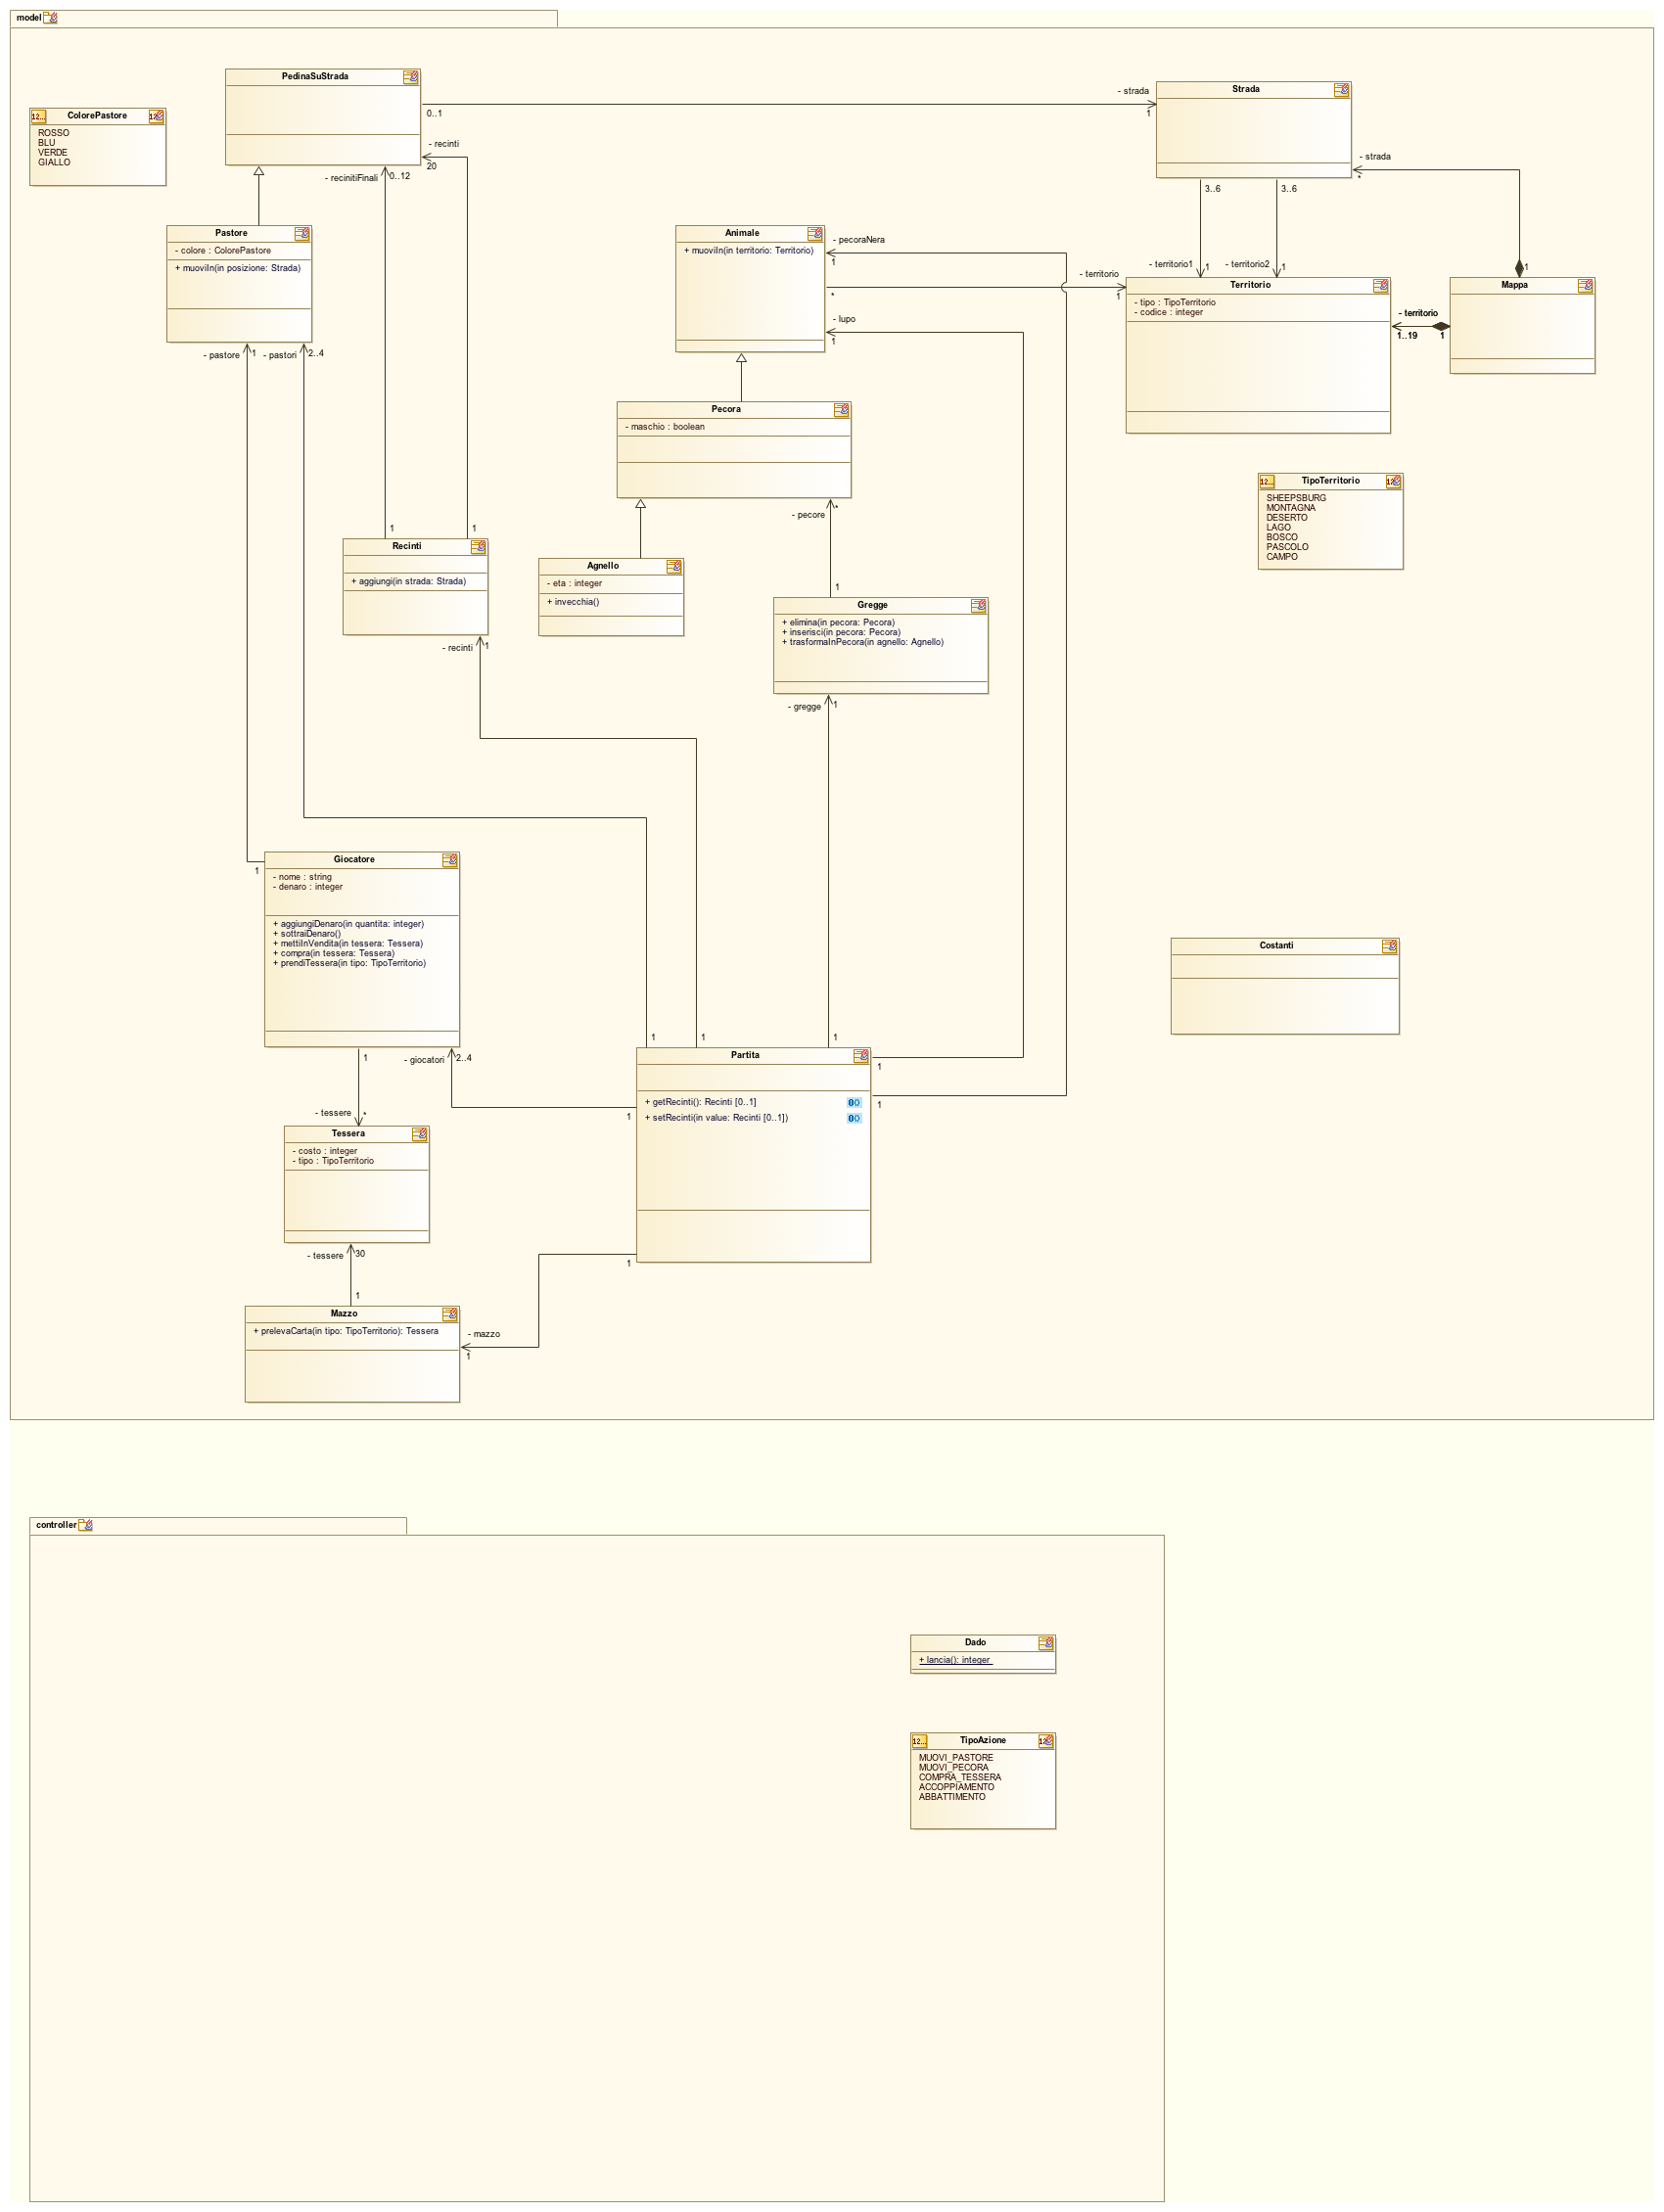 model
PedinaSuStrada
Strada
ColorePastore
ROSSO
BLU
VERDE
GIALLO
- strada
0..1
1
- recinti
20
- recinitiFinali
0..12
- strada
*
3..6
3..6
Pastore
- colore : ColorePastore
+ muoviIn(in posizione: Strada)
Animale
+ muoviIn(in territorio: Territorio)
- pecoraNera
1
- territorio1
1
- territorio2
1
1
- territorio
1
*
Territorio
- tipo : TipoTerritorio
- codice : integer
Mappa
- territorio
1..19
1
- lupo
1
- pastore
1
- pastori
2..4
Pecora
- maschio : boolean
TipoTerritorio
SHEEPSBURG
MONTAGNA
DESERTO
LAGO
BOSCO
PASCOLO
CAMPO
- pecore
*
1
1
Recinti
+ aggiungi(in strada: Strada)
Agnello
- eta : integer
+ invecchia()
1
Gregge
+ elimina(in pecora: Pecora)
+ inserisci(in pecora: Pecora)
+ trasformaInPecora(in agnello: Agnello)
- recinti
1
- gregge
1
Giocatore
- nome : string
- denaro : integer
+ aggiungiDenaro(in quantita: integer)
+ sottraiDenaro()
+ mettiInVendita(in tessera: Tessera)
+ compra(in tessera: Tessera)
+ prendiTessera(in tipo: TipoTerritorio)
1
Costanti
1
1
1
1
- giocatori
2..4
Partita
+ getRecinti(): Recinti [0..1]
+ setRecinti(in value: Recinti [0..1])
1
1
1
- tessere
*
Tessera
- costo : integer
- tipo : TipoTerritorio
- tessere
30
1
1
Mazzo
+ prelevaCarta(in tipo: TipoTerritorio): Tessera
- mazzo
1
controller
Dado
+ lancia(): integer
TipoAzione
MUOVI_PASTORE
MUOVI_PECORA
COMPRA_TESSERA
ACCOPPIAMENTO
ABBATTIMENTO